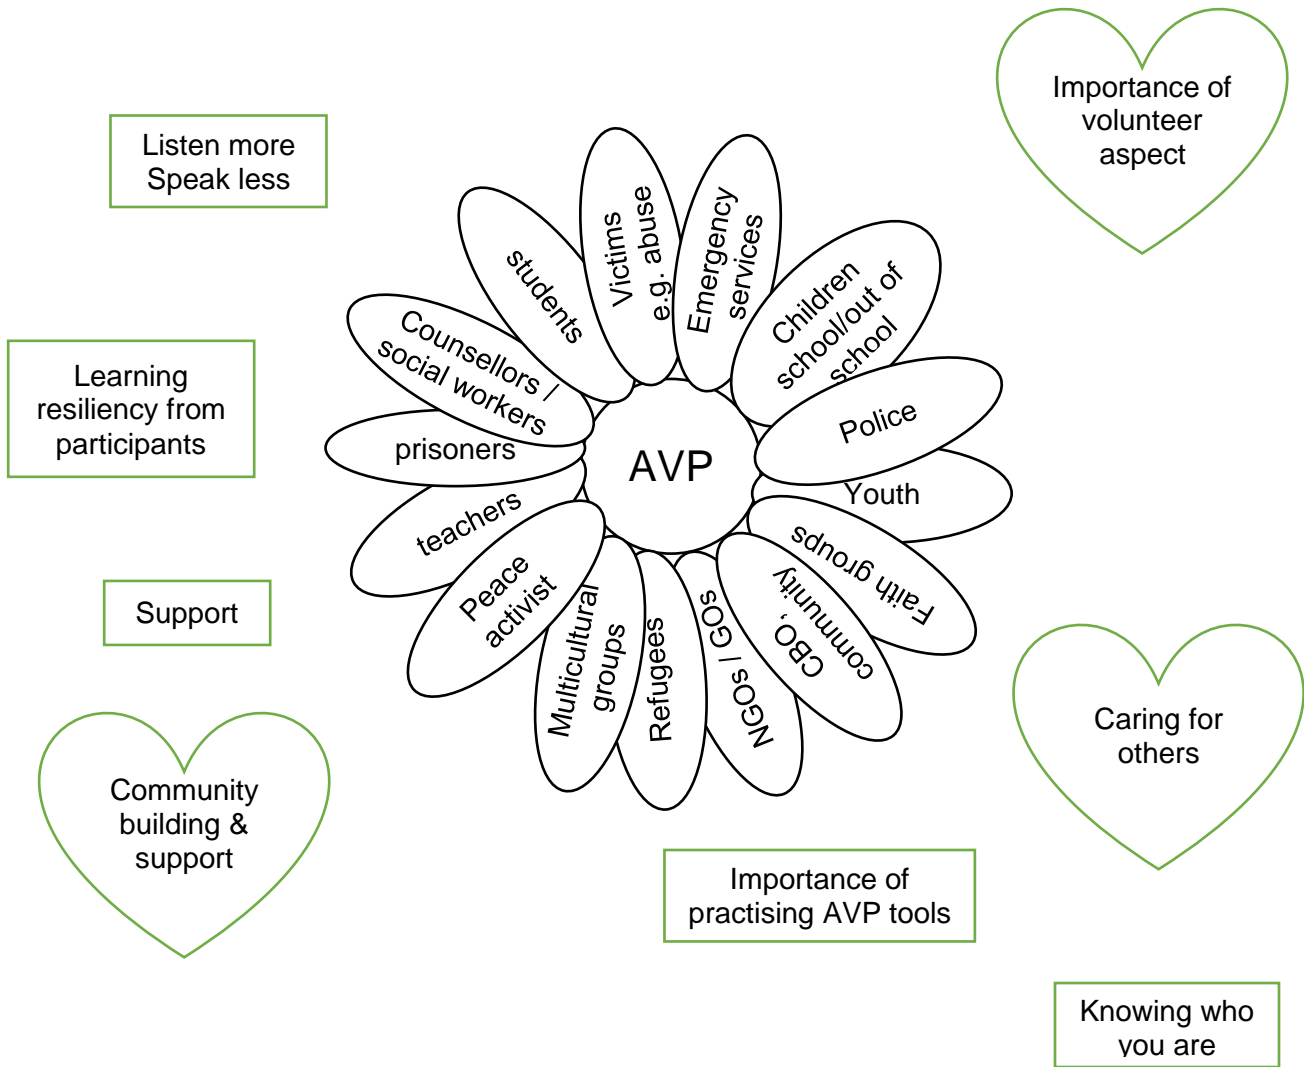 Importance of
volunteer
aspect
Listen more
Speak less
Victims
e.g. abuse
Emergency
services
students
Children
school/out of
school
Counsellors /
social workers
Learning
resiliency from
participants
Police
prisoners
AVP
Youth
teachers
Faith groups
Peace
activist
CBO,
community
Multicultural
groups
Refugees
NGOs / GOs
Support
Caring for
others
Community
building &
support
Importance of
practising AVP tools
Knowing who
you are